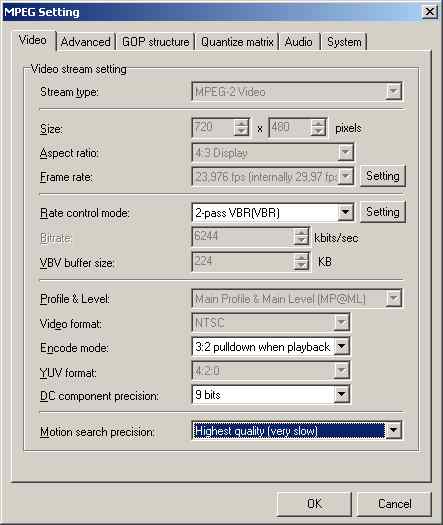 MPEG Setting
Video Advanced GOP structure Quantize matrix Audio System
Video stream setting
Stream type: MPEG-2 Video
Size: 720 x 480 pixels
Aspect ratio: 4:3 Display
Frame rate: 23,976 fps (internally 29,97 fps Setting
Rate control mode: 2-pass VBR(VBR) Setting
Bitrate: 6244 kbits/sec
VBV buffer size: 224 KB
Profile & Level: Main Profile & Main Level (MP@ML)
Video format: NTSC
Encode mode: 3:2 pulldown when playback
YUV format: 4:2:0
DC component precision: 9 bits
Motion search precision: Highest quality (very slow)
OK Cancel